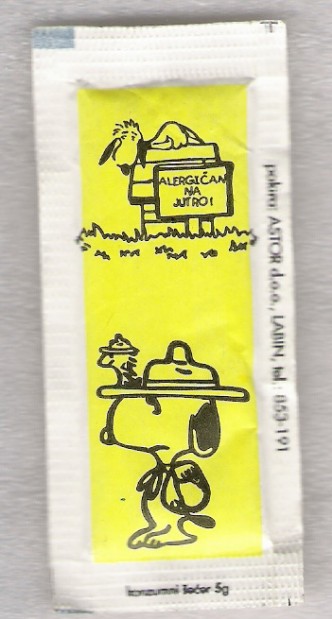 ALERGIČAN
NA
JUTRO!
pakira: ASTOR d.o.o., LABIN, tel.: 853-191
konzumni šećer 5g